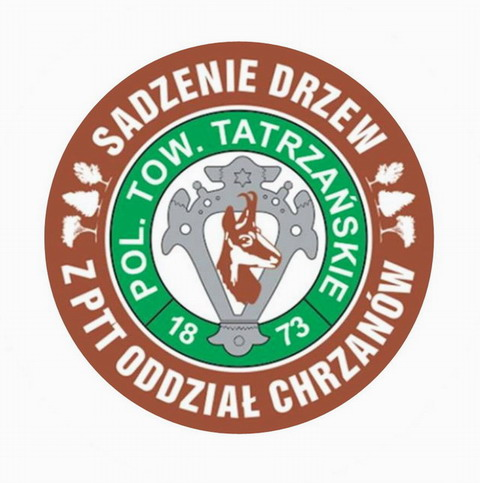 SADZENIE DRZEW
Z PTT ODDZIAŁ CHRZANÓW
POL. TOW. TATRZAŃSKIE
18 73